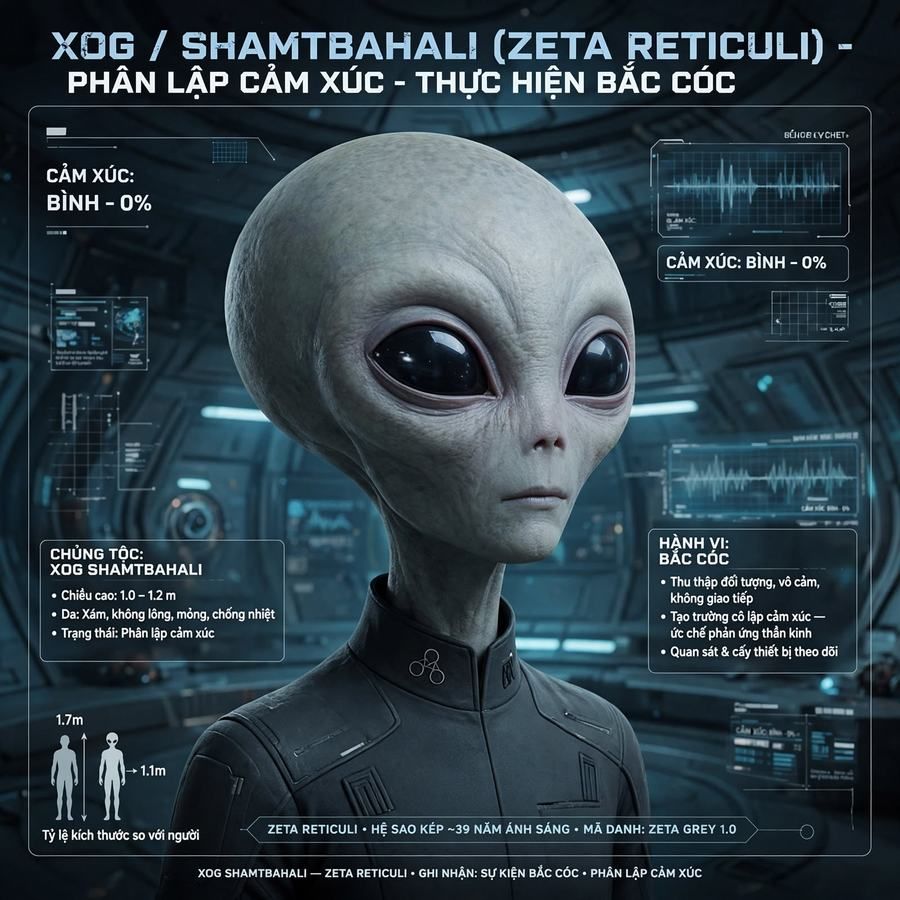 XOG / SHAMTBAHALI (ZETA RETICULI) -
PHÂN LẬP CẢM XÚC - THỰC HIỆN BẮC CÓC
CẢM XÚC:
BÌNH - 0%
CẢM XÚC: BÌNH - 0%
CHỦNG TỘC:
XOG SHAMTBAHALI
• Chiều cao: 1.0 – 1.2 m
• Da: Xám, không lông, mỏng, chống nhiệt
• Trạng thái: Phân lập cảm xúc
HÀNH VI:
BẮC CÓC
• Thu thập đối tượng, vô cảm,
không giao tiếp
• Tạo trường cô lập cảm xúc —
ức chế phản ứng thần kinh
• Quan sát & cấy thiết bị theo dõi
1.7m
1.1m
Tỷ lệ kích thước so với người
ZETA RETICULI • HỆ SAO KÉP ~39 NĂM ÁNH SÁNG • MÃ DANH: ZETA GREY 1.0
XOG SHAMTBAHALI — ZETA RETICULI • GHI NHẬN: SỰ KIỆN BẮC CÓC • PHÂN LẬP CẢM XÚC